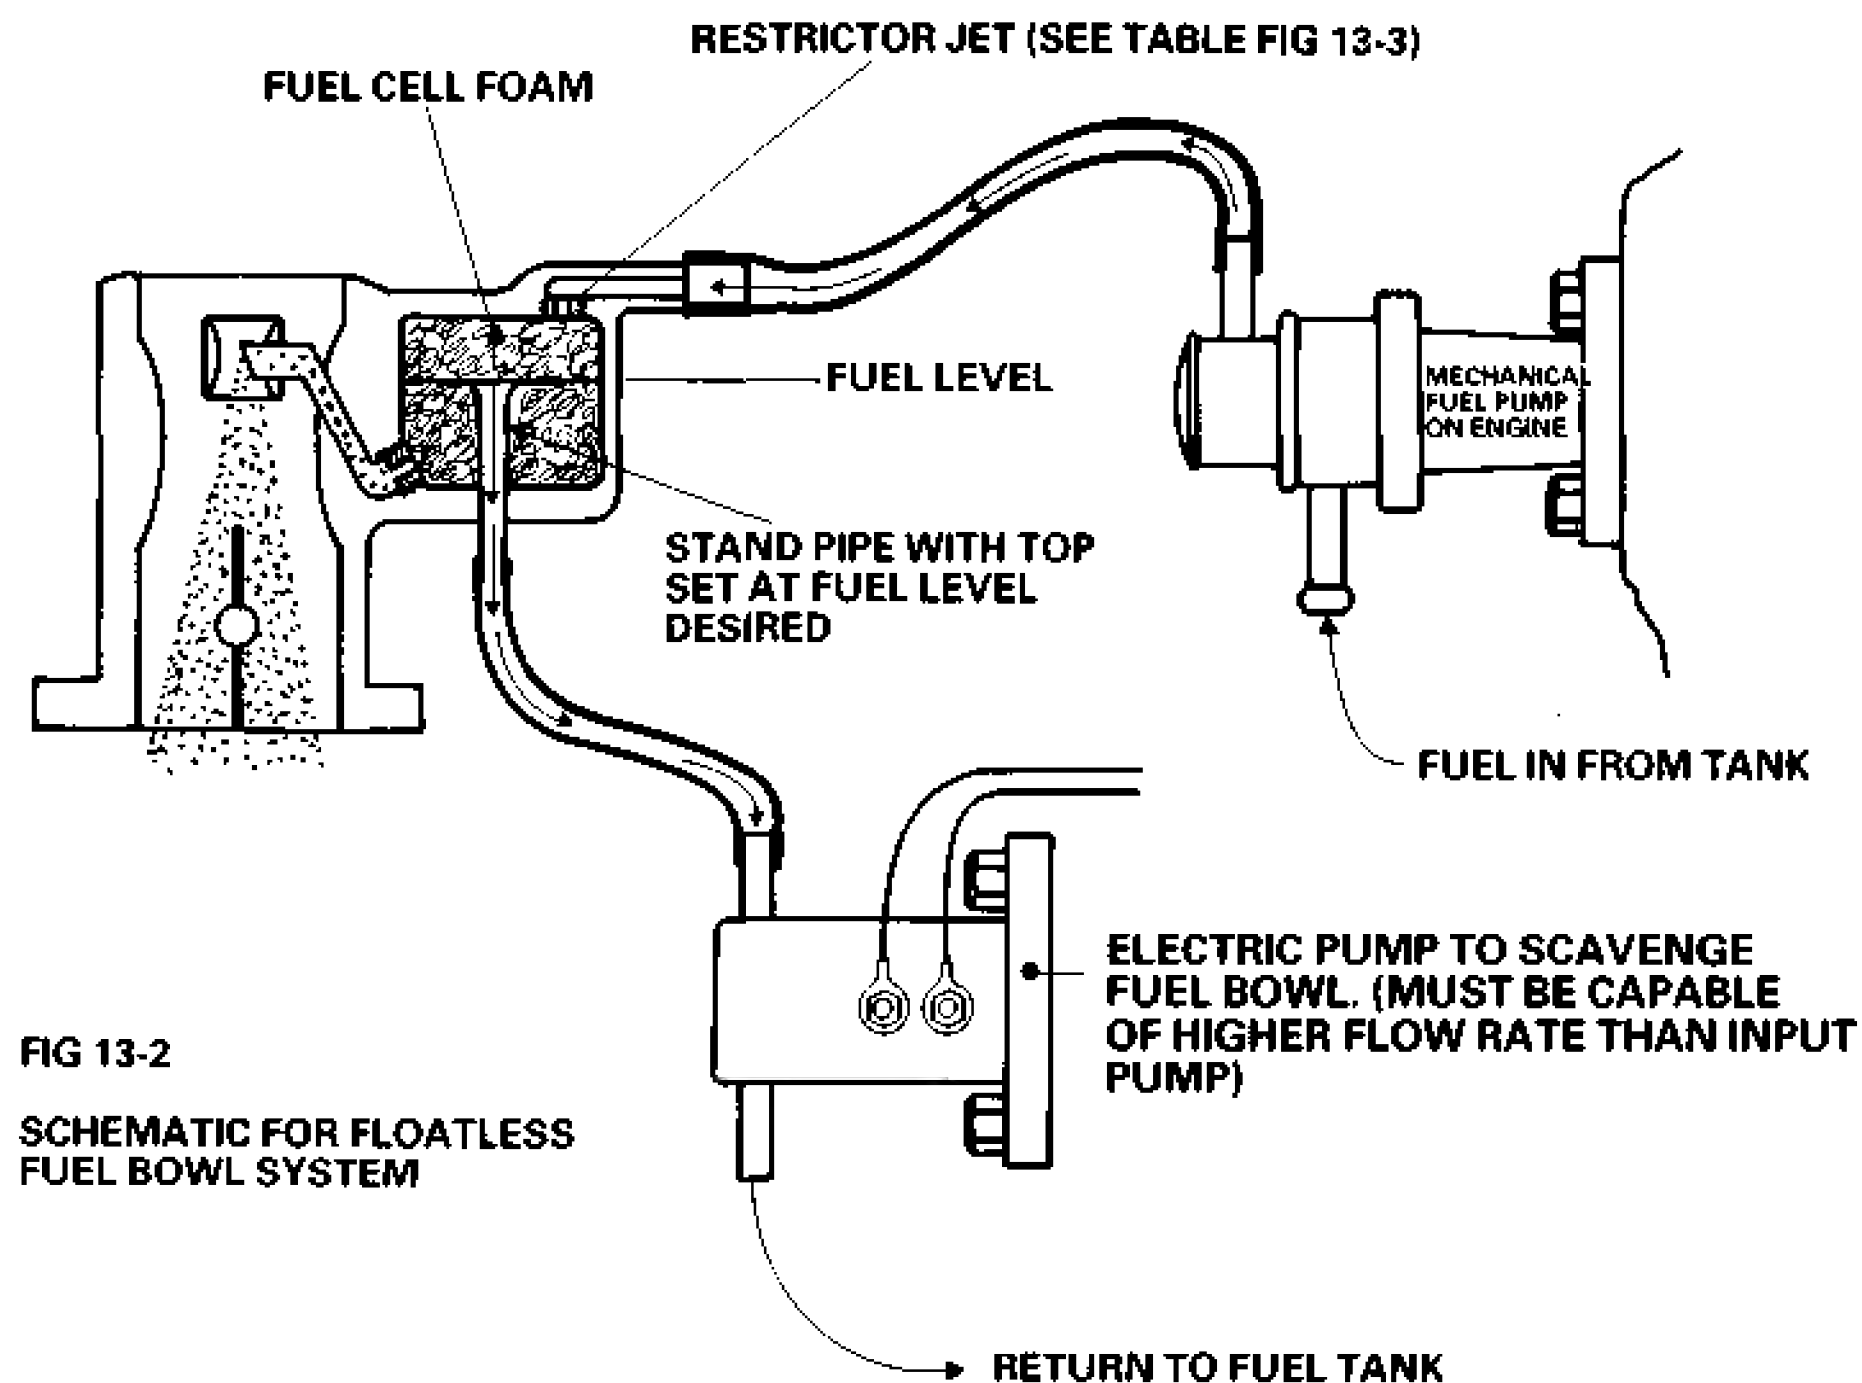 RESTRICTOR JET (SEE TABLE FIG 13-3)
FUEL CELL FOAM
FUEL LEVEL
MECHANICAL
FUEL PUMP
ON ENGINE
STAND PIPE WITH TOP
SET AT FUEL LEVEL
DESIRED
FUEL IN FROM TANK
ELECTRIC PUMP TO SCAVENGE
FUEL BOWL. (MUST BE CAPABLE
OF HIGHER FLOW RATE THAN INPUT
PUMP)
FIG 13-2
SCHEMATIC FOR FLOATLESS
FUEL BOWL SYSTEM
RETURN TO FUEL TANK